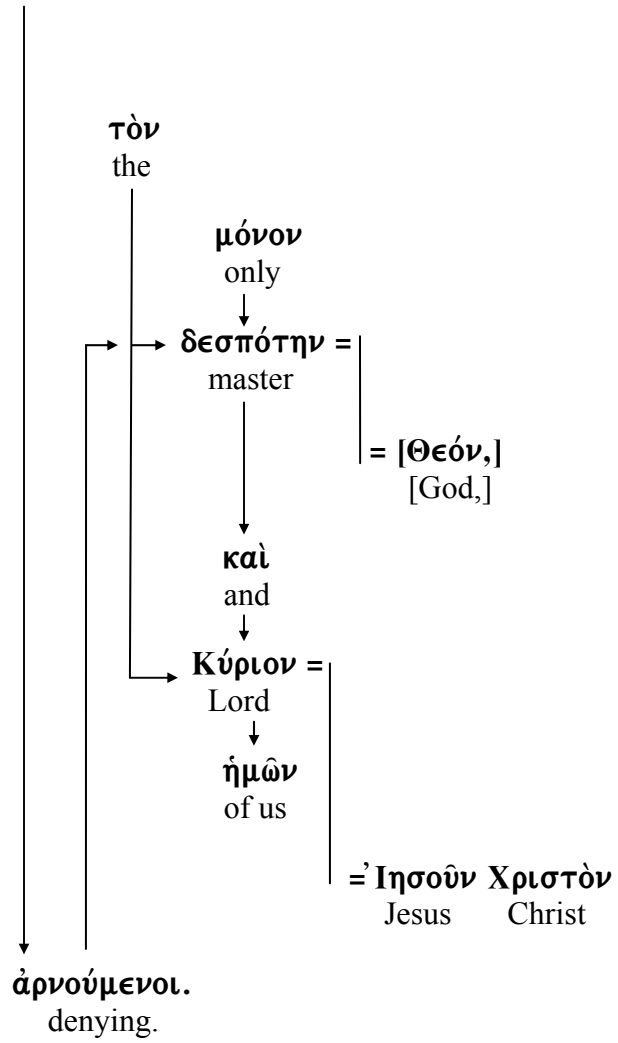 τὸν
the
μόνον
only
δεσπότην =
master
= [Θεόν,]
[God,]
καὶ
and
Κύριον =
Lord
ἡμῶν
of us
=᾿Ιησοῦν Χριστὸν
Jesus Christ
ἀρνούμενοι.
denying.